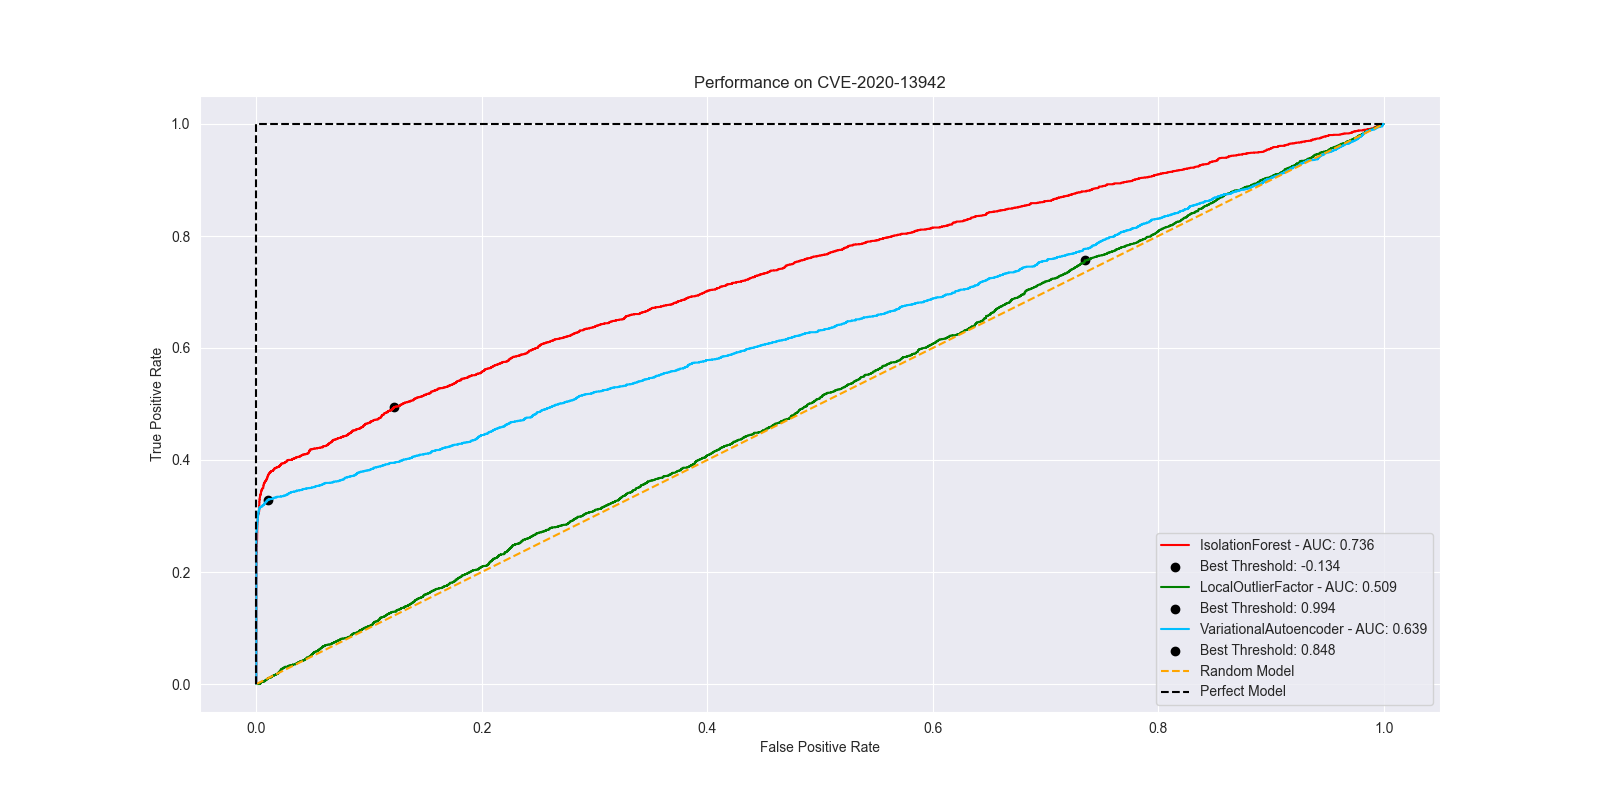 Performance on CVE-2020-13942
True Positive Rate
1.0
0.8
0.6
0.4
0.2
0.0
0.0 0.2 0.4 0.6 0.8 1.0
False Positive Rate
IsolationForest - AUC: 0.736
Best Threshold: -0.134
LocalOutlierFactor - AUC: 0.509
Best Threshold: 0.994
VariationalAutoencoder - AUC: 0.639
Best Threshold: 0.848
Random Model
Perfect Model